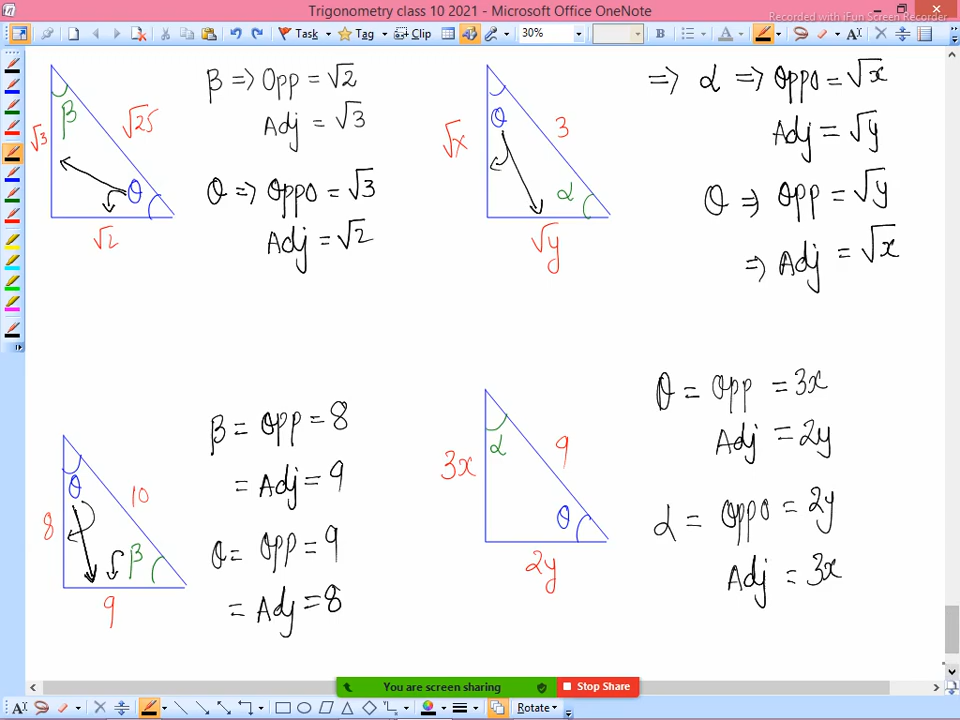 Trigonometry class 10 2021 - Microsoft Office OneNote
Recorded with iFun Screen Recorder
Task
Tag
Clip
30%
B
A
β => Opp = √2
Adj = √3
θ => Oppo = √3
Adj = √2
β
√25
√3
θ
√2
=> α => Oppo = √x
Adj = √y
θ => Opp = √y
=> Adj = √x
θ
3
√x
α
√y
β = Opp = 8
= Adj = 9
θ = Opp = 9
= Adj = 8
θ
10
8
β
9
θ = Opp = 3x
Adj = 2y
α = Oppo = 2y
Adj = 3x
α
9
3x
θ
2y
You are screen sharing
Stop Share
Rotate